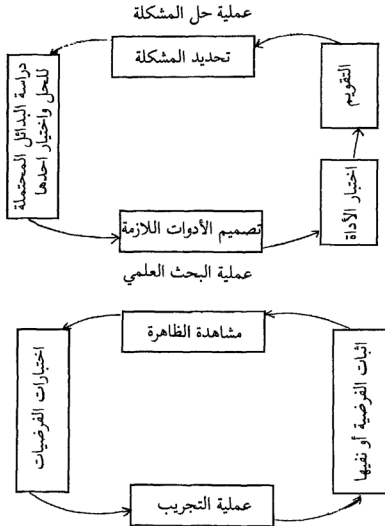 عملية حل المشكلة
تحديد المشكلة
دراسة البدائل المحتملة
للحل واختيار احدها
تصميم الأدوات اللازمة
اختبار الأداة
التقويم
عملية البحث العلمي
مشاهدة الظاهرة
اختبارات الفرضيات
عملية التجريب
اثبات الفرضية أو نفيها